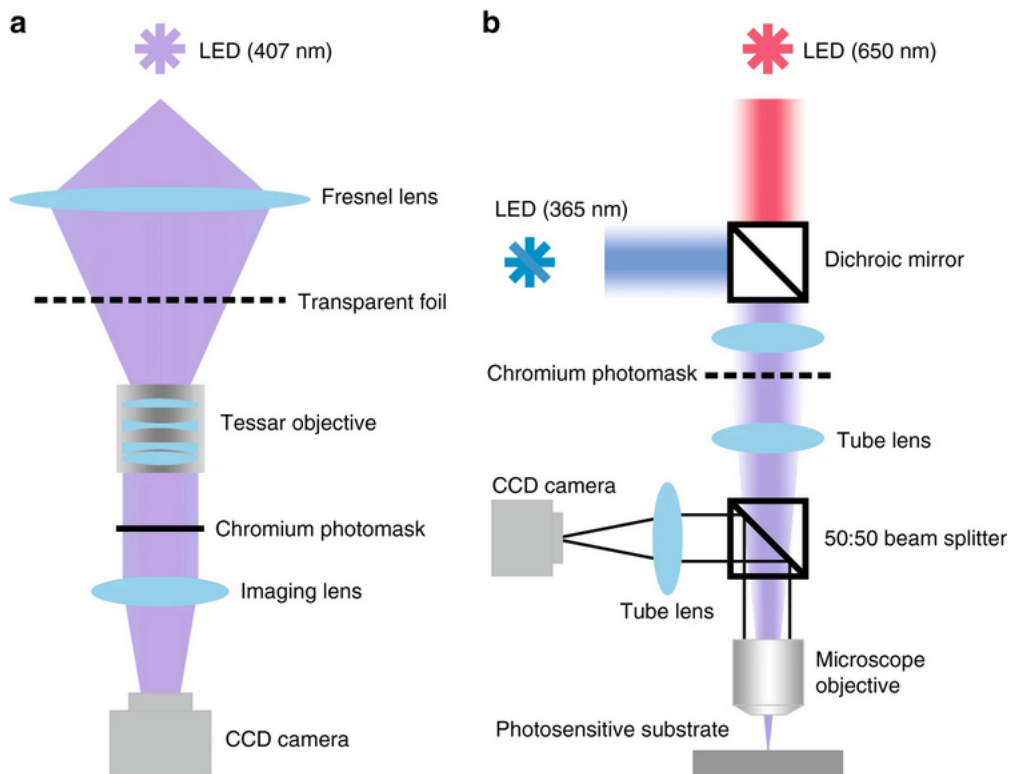 a
LED (407 nm)
Fresnel lens
Transparent foil
Tessar objective
Chromium photomask
Imaging lens
CCD camera
b
LED (650 nm)
LED (365 nm)
Dichroic mirror
Chromium photomask
Tube lens
CCD camera
50:50 beam splitter
Tube lens
Microscope
objective
Photosensitive substrate